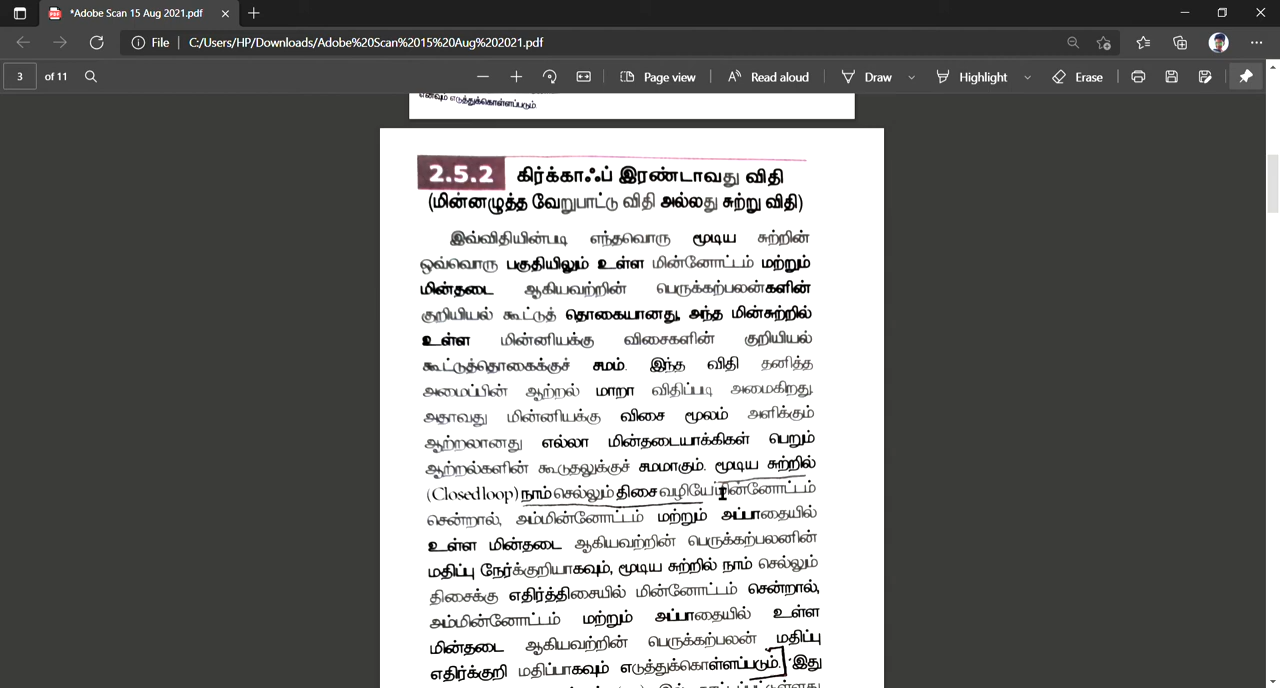 *Adobe Scan 15 Aug 2021.pdf
File C:/Users/HP/Downloads/Adobe%20Scan%2015%20Aug%202021.pdf
3 of 11 Page view Read aloud Draw Highlight Erase
எனவும் எடுத்துக்கொள்ளப்படும்
2.5.2 கிர்க்காஃப் இரண்டாவது விதி
(மின்னழுத்த வேறுபாட்டு விதி அல்லது சுற்று விதி)
இவ்விதியின்படி எந்தவொரு மூடிய சுற்றின்
ஒவ்வொரு பகுதியிலும் உள்ள மின்னோட்டம் மற்றும்
மின்தடை ஆகியவற்றின் பெருக்கற்பலன்களின்
குறியியல் கூட்டுத் தொகையானது, அந்த மின்சுற்றில்
உள்ள மின்னியக்கு விசைகளின் குறியியல்
கூட்டுத்தொகைக்குச் சமம். இந்த விதி தனித்த
அமைப்பின் ஆற்றல் மாறா விதிப்படி அமைகிறது.
அதாவது மின்னியக்கு விசை மூலம் அளிக்கும்
ஆற்றலானது எல்லா மின்தடையாக்கிகள் பெறும்
ஆற்றல்களின் கூடுதலுக்குச் சமமாகும். மூடிய சுற்றில்
(Closed loop) நாம் செல்லும் திசை வழியே மின்னோட்டம்
சென்றால், அம்மின்னோட்டம் மற்றும் அப்பாதையில்
உள்ள மின்தடை ஆகியவற்றின் பெருக்கற்பலனின்
மதிப்பு நேர்க்குறியாகவும், மூடிய சுற்றில் நாம் செல்லும்
திசைக்கு எதிர்த்திசையில் மின்னோட்டம் சென்றால்,
அம்மின்னோட்டம் மற்றும் அப்பாதையில் உள்ள
மின்தடை ஆகியவற்றின் பெருக்கற்பலன் மதிப்பு
எதிர்க்குறி மதிப்பாகவும் எடுத்துக்கொள்ளப்படும். இது